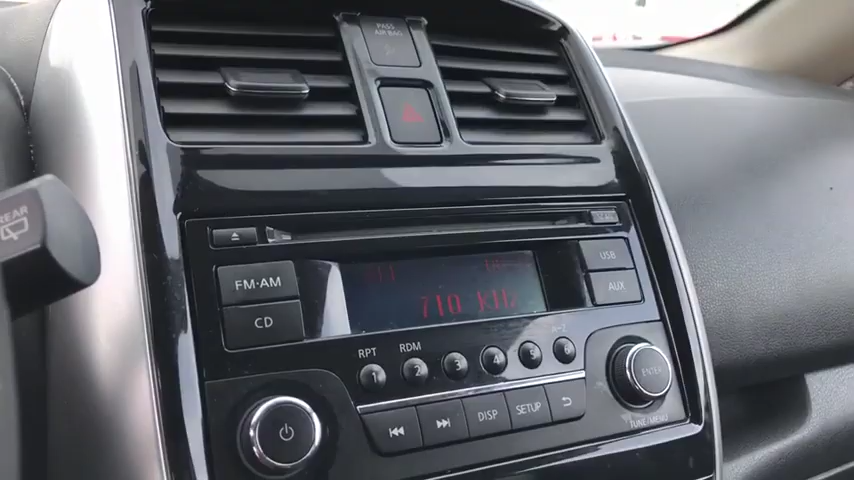 PASS
AIR BAG
REAR
FM·AM
CD
710 KHz
USB
AUX
RPT
RDM
A-Z
1
2
3
4
5
6
DISP
SETUP
ENTER
TUNE/MENU